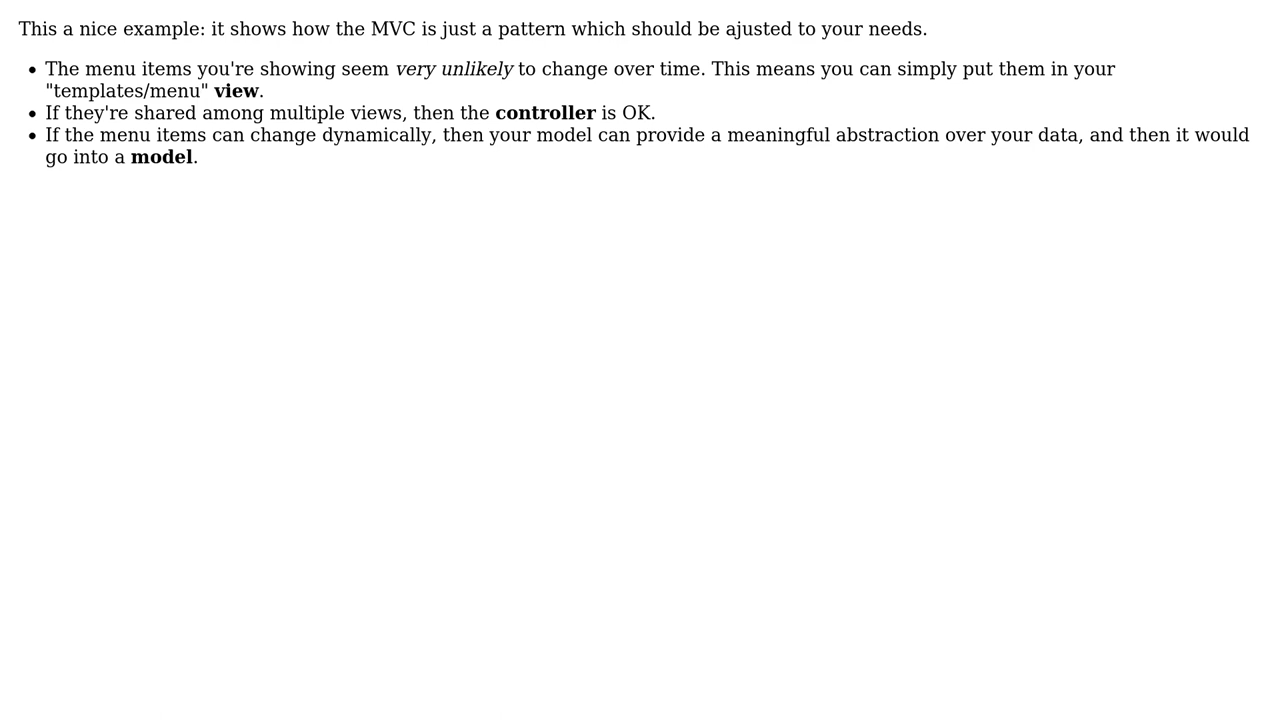 This a nice example: it shows how the MVC is just a pattern which should be ajusted to your needs.
• The menu items you're showing seem very unlikely to change over time. This means you can simply put them in your
"templates/menu" view.
• If they're shared among multiple views, then the controller is OK.
• If the menu items can change dynamically, then your model can provide a meaningful abstraction over your data, and then it would
go into a model.